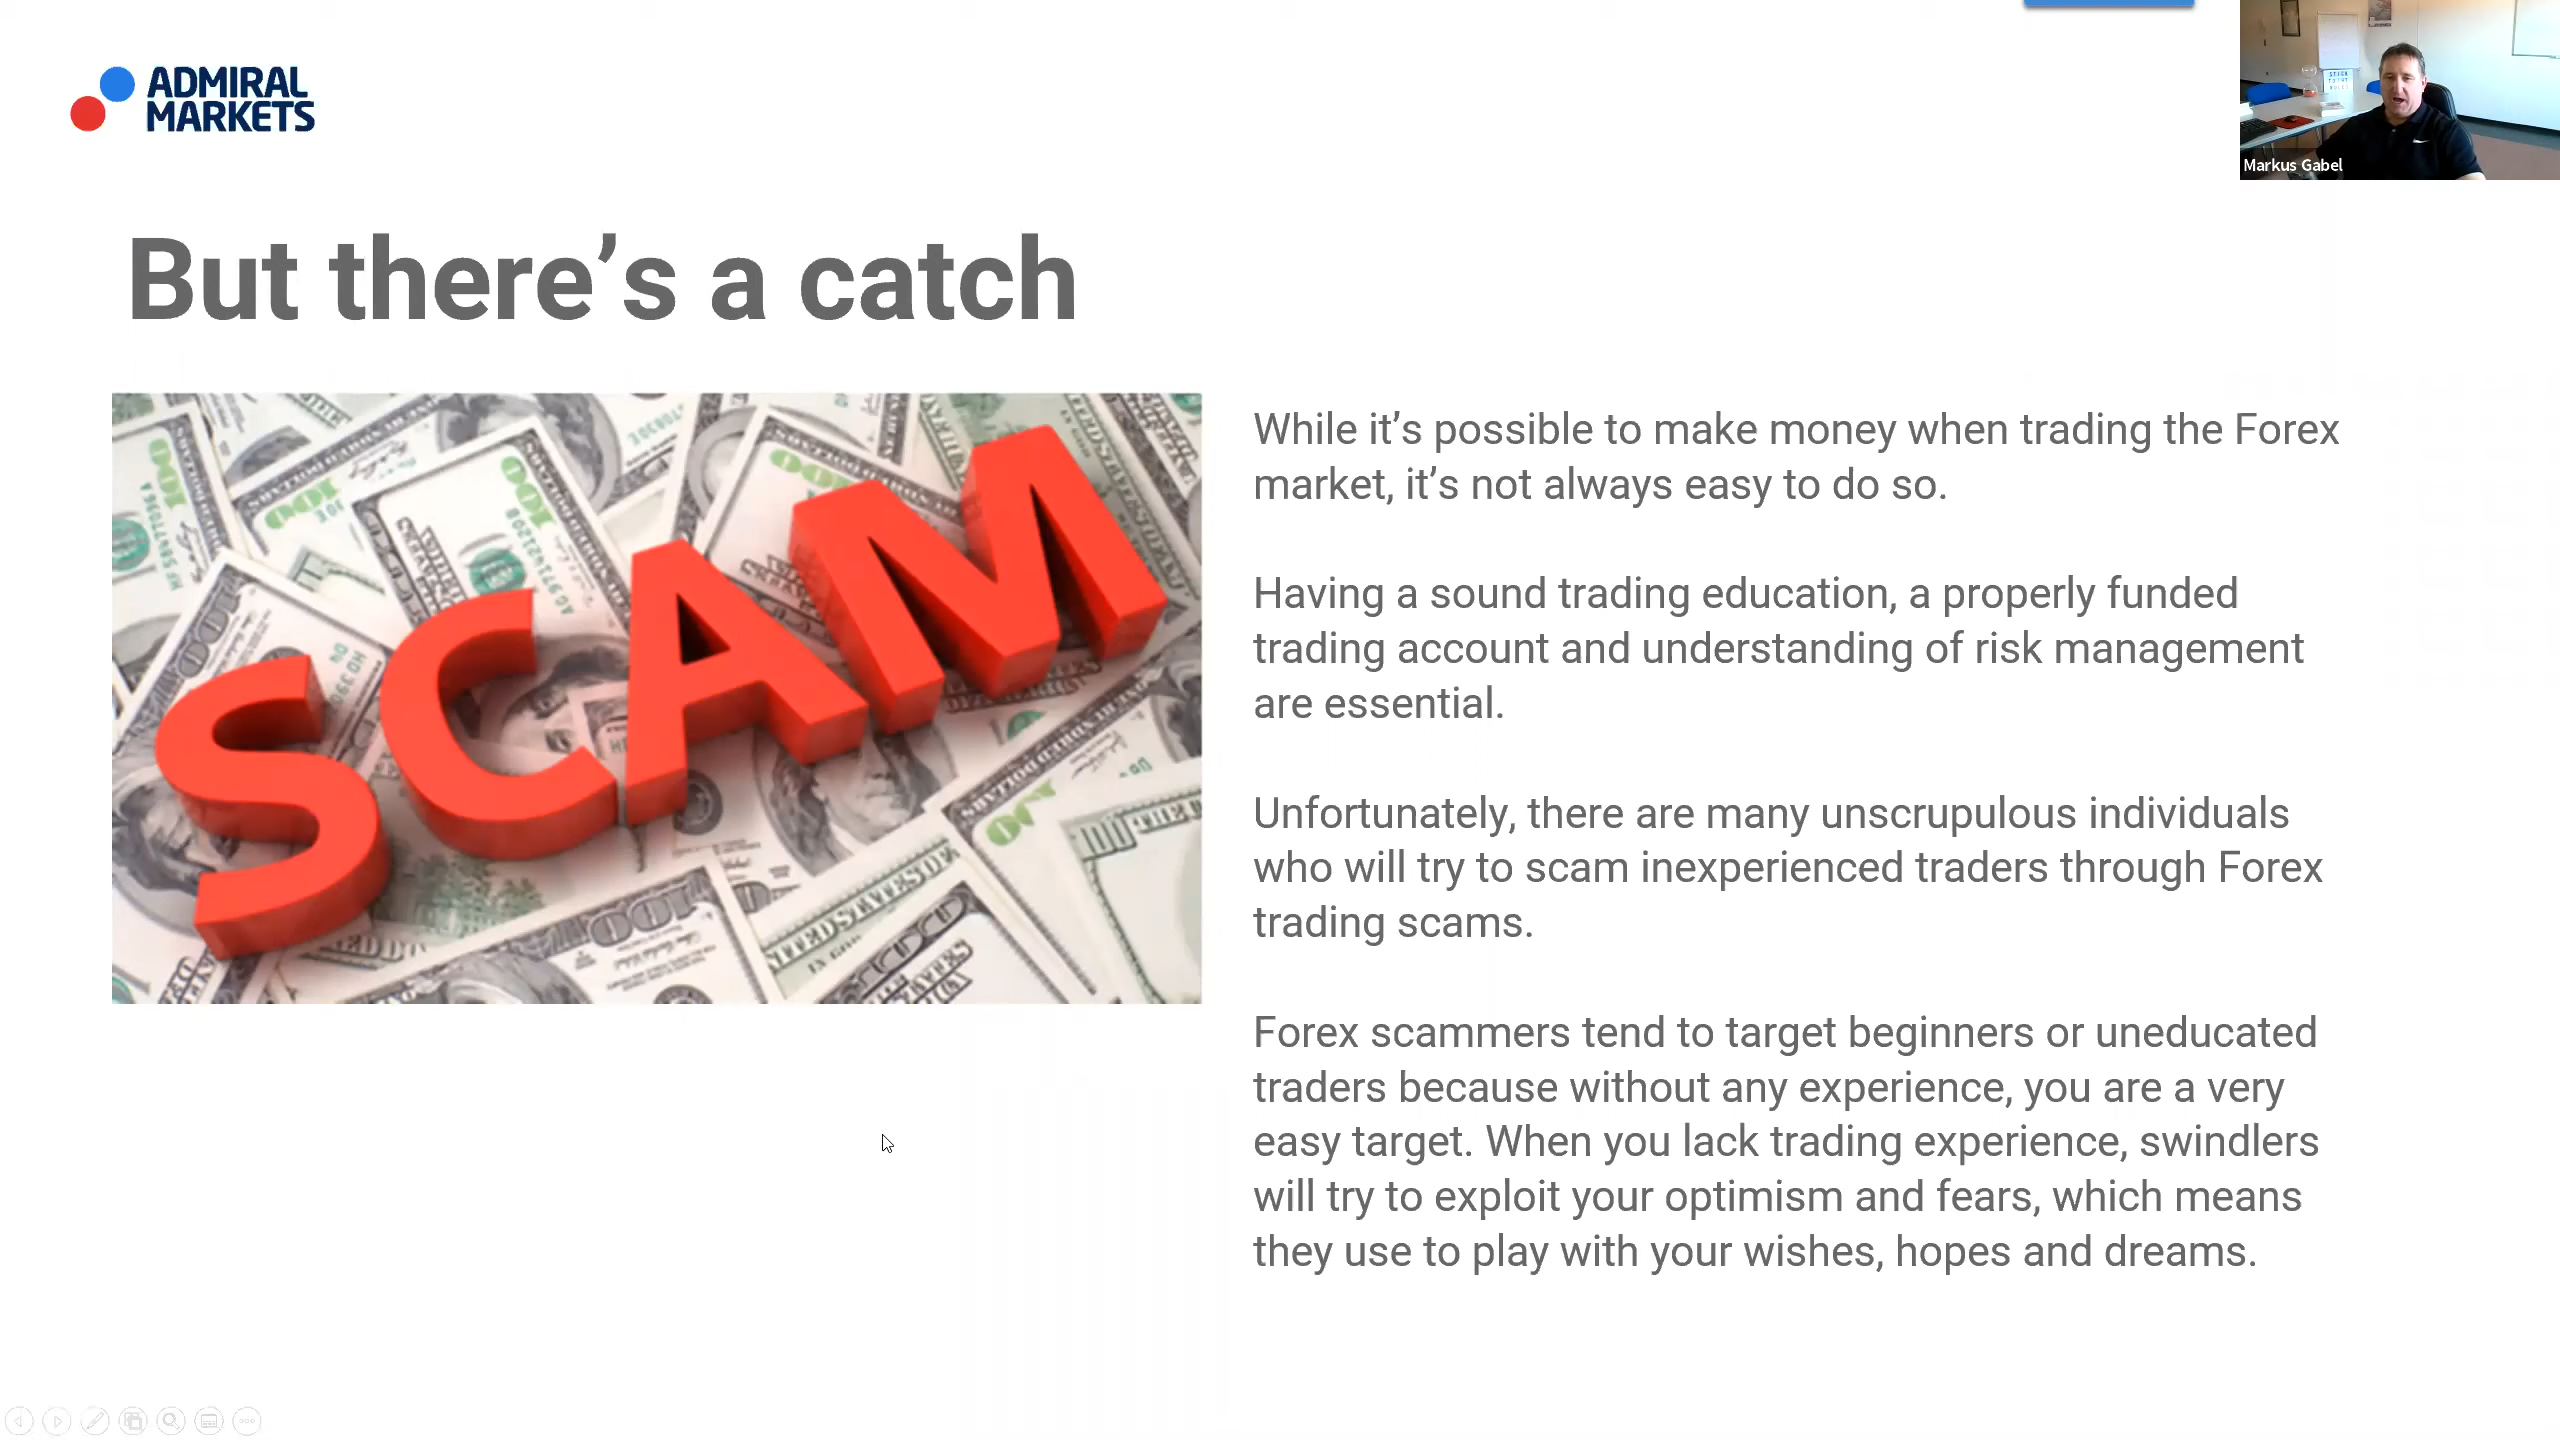 ADMIRAL
MARKETS
Markus Gabel
But there’s a catch
SCAM
While it’s possible to make money when trading the Forex
market, it’s not always easy to do so.
Having a sound trading education, a properly funded
trading account and understanding of risk management
are essential.
Unfortunately, there are many unscrupulous individuals
who will try to scam inexperienced traders through Forex
trading scams.
Forex scammers tend to target beginners or uneducated
traders because without any experience, you are a very
easy target. When you lack trading experience, swindlers
will try to exploit your optimism and fears, which means
they use to play with your wishes, hopes and dreams.